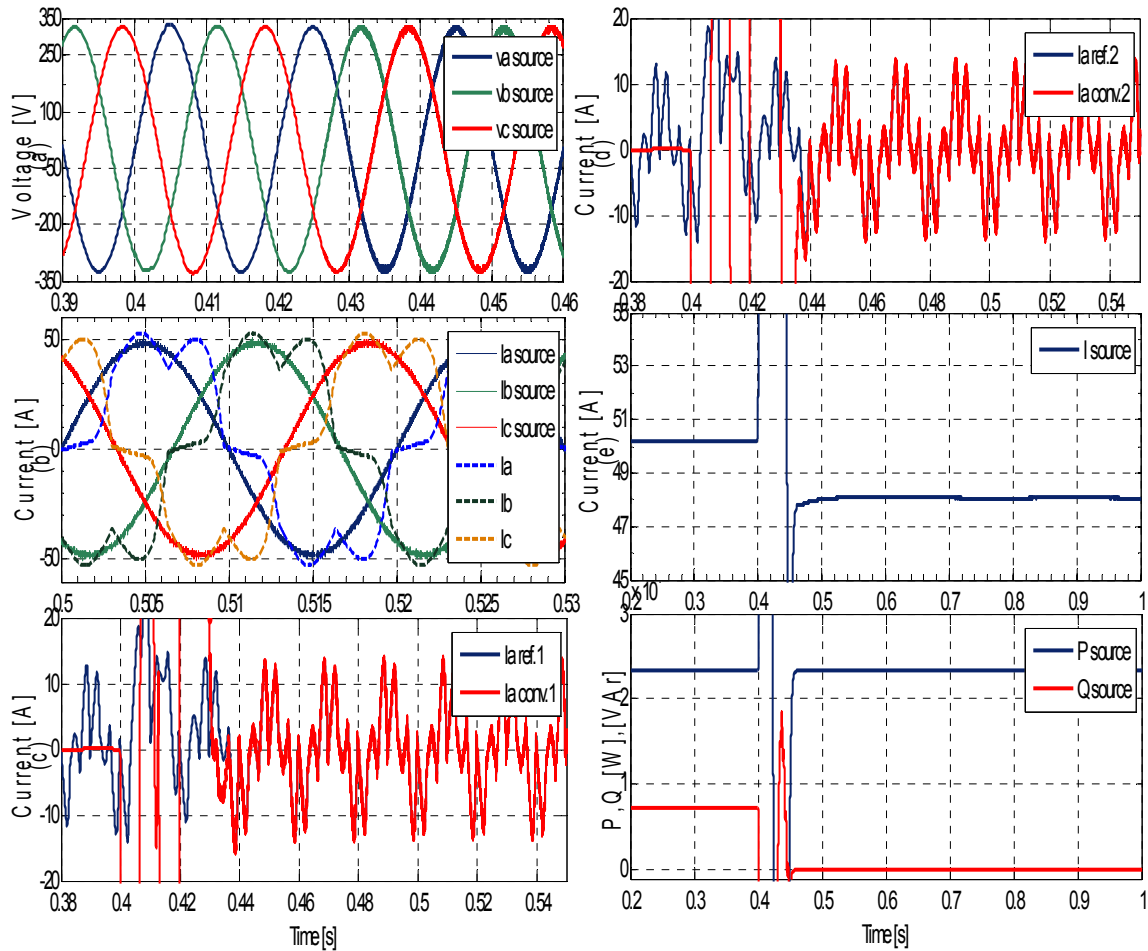 350
250
100
-50
-200
350
Voltage [V]
(a)
va source
vb source
vc source
0.39 0.4 0.41 0.42 0.43 0.44 0.45 0.46
50
0
-50
Current [A]
(b)
Ia source
Ib source
Ic source
Ia
Ib
Ic
0.5 0.505 0.51 0.515 0.52 0.525 0.53
20
10
0
-10
-20
Current [A]
(c)
Ia ref.1
Ia conv.1
0.38 0.4 0.42 0.44 0.46 0.48 0.5 0.52 0.54
Time[s]
20
10
0
-10
-20
Current [A]
(d)
Ia ref.2
Ia conv.2
0.38 0.4 0.42 0.44 0.46 0.48 0.5 0.52 0.54
53
51
49
47
45
Current [A]
(e)
I source
0.2 0.3 0.4 0.5 0.6 0.7 0.8 0.9 1
x 10
3
2
1
0
P, Q [W],[VAr]
P source
Q source
0.2 0.3 0.4 0.5 0.6 0.7 0.8 0.9 1
Time[s]